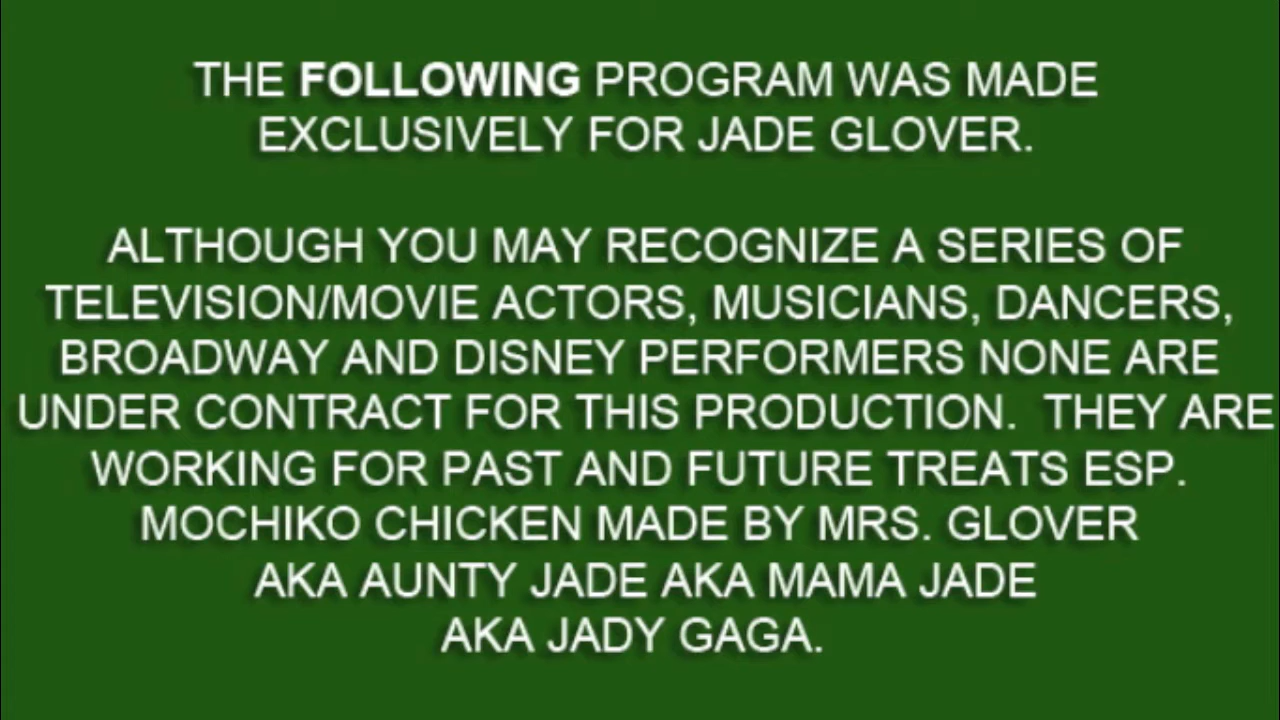 THE FOLLOWING PROGRAM WAS MADE
EXCLUSIVELY FOR JADE GLOVER.
ALTHOUGH YOU MAY RECOGNIZE A SERIES OF
TELEVISION/MOVIE ACTORS, MUSICIANS, DANCERS,
BROADWAY AND DISNEY PERFORMERS NONE ARE
UNDER CONTRACT FOR THIS PRODUCTION.  THEY ARE
WORKING FOR PAST AND FUTURE TREATS ESP.
MOCHIKO CHICKEN MADE BY MRS. GLOVER
AKA AUNTY JADE AKA MAMA JADE
AKA JADY GAGA.